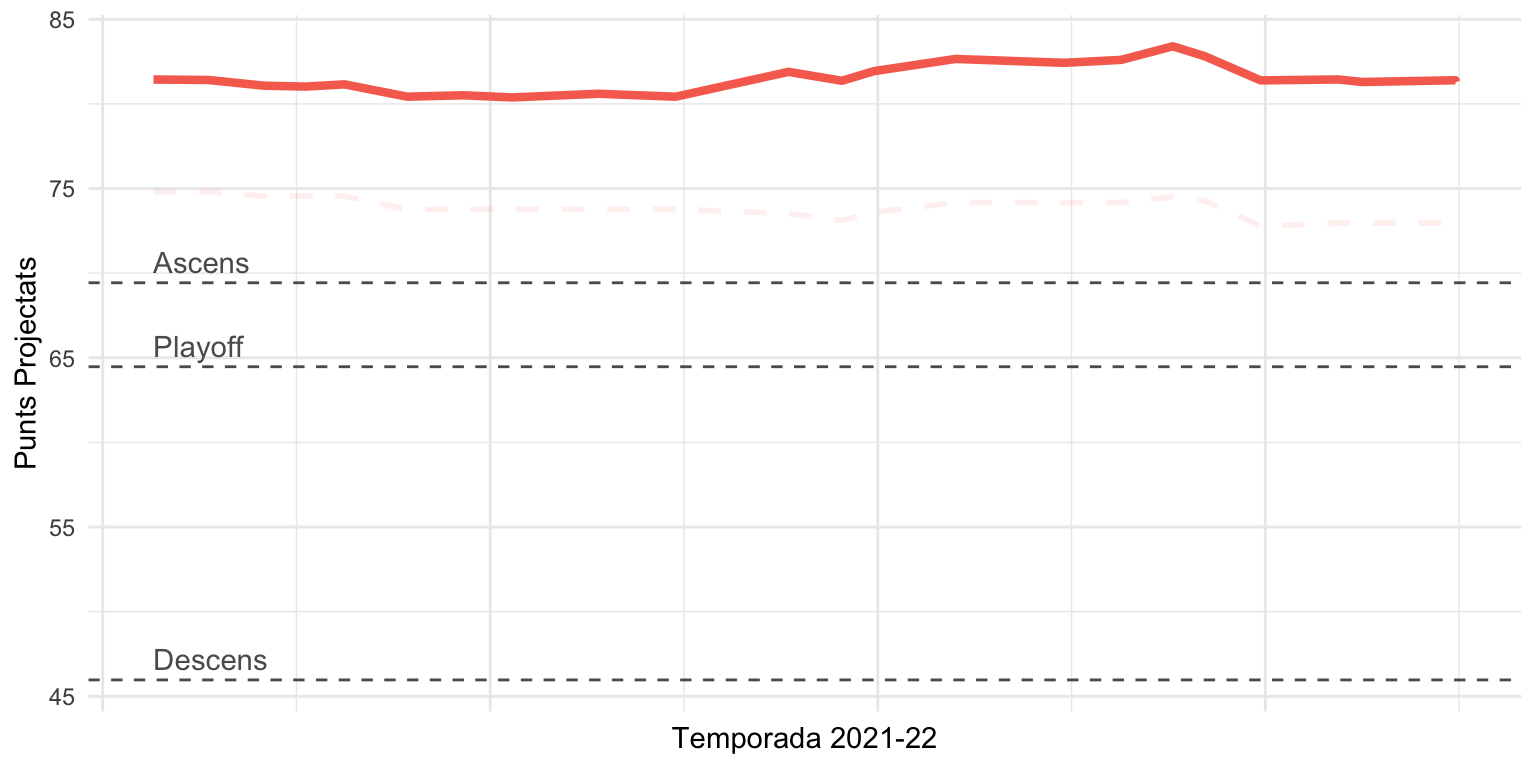 85
75
Ascens
Playoff
65
55
Descens
45
Punts Projectats
Temporada 2021-22